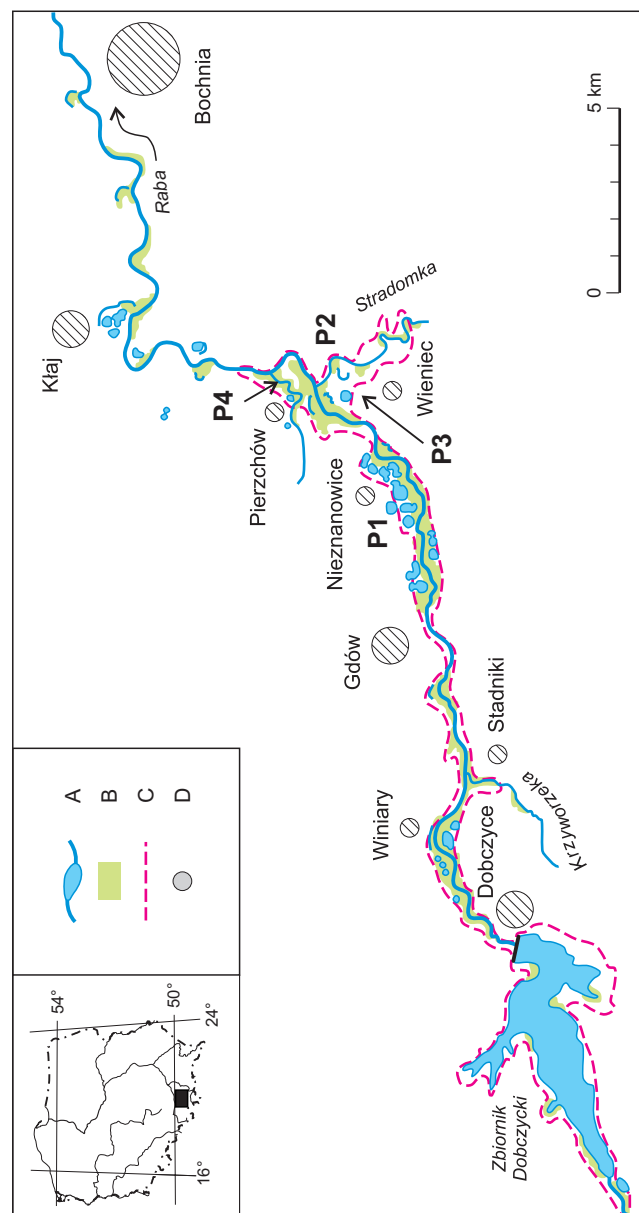 54°
50°
16°
24°
A
B
C
D
Zbiornik
Dobczycki
Dobczyce
Winiary
Krzyworzeka
Stadniki
Gdów
Nieznanowice
P1
P3
Wieniec
Pierzchów
P4
P2
Stradomka
Kłaj
Raba
Bochnia
0
5 km